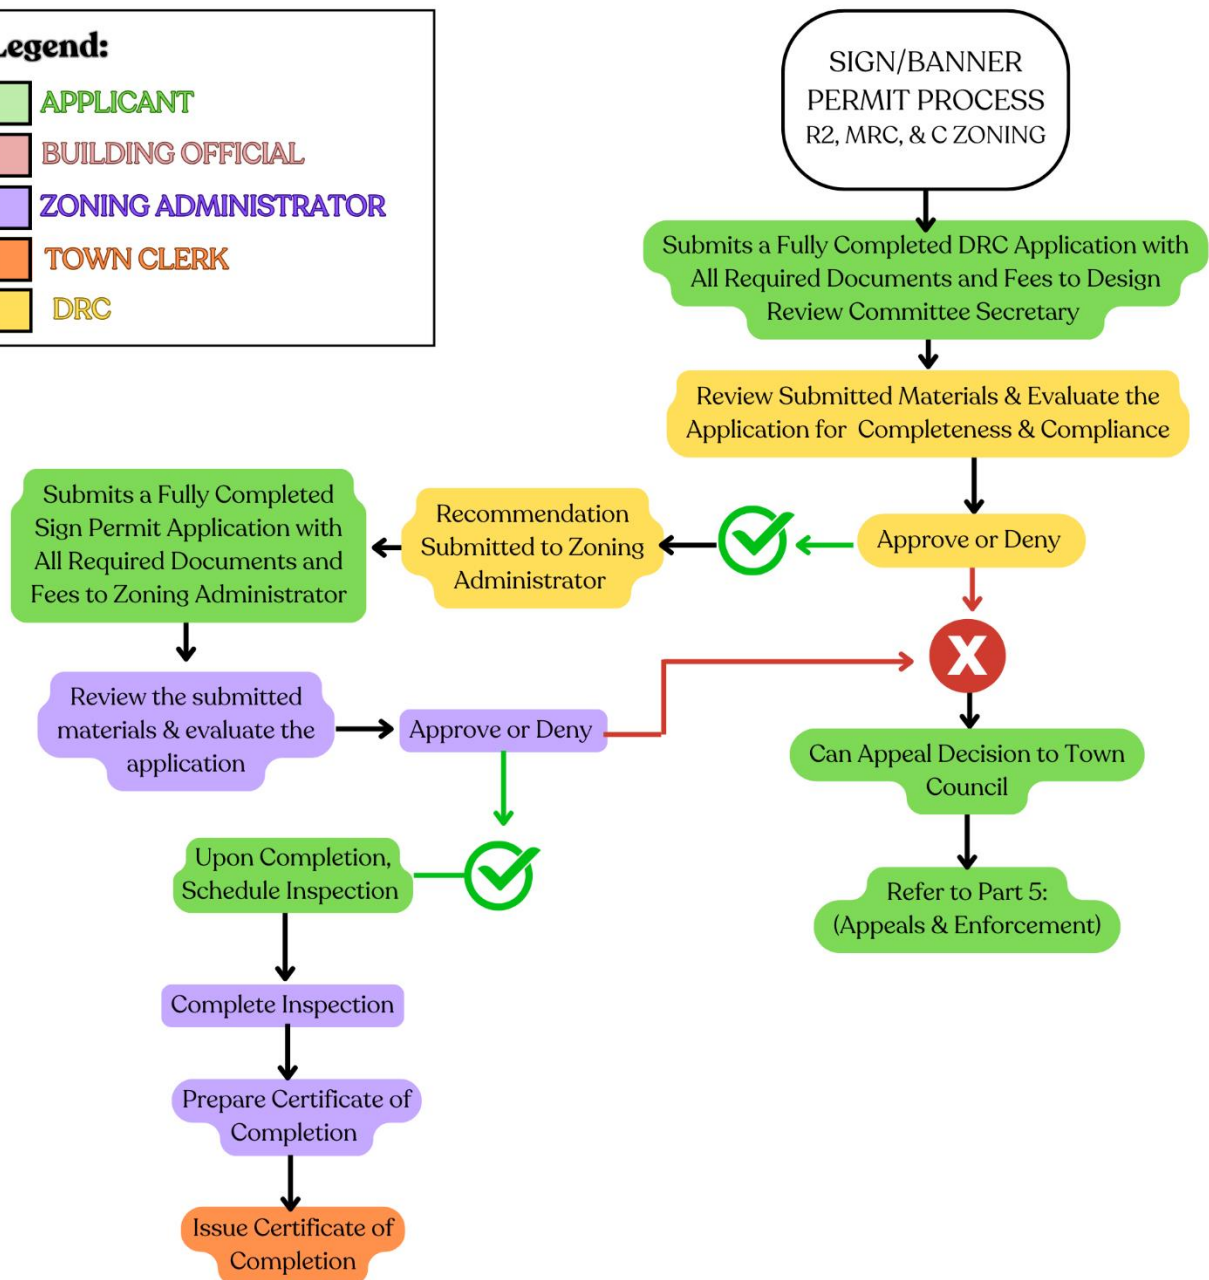 Legend:
APPLICANT
BUILDING OFFICIAL
ZONING ADMINISTRATOR
TOWN CLERK
DRC
SIGN/BANNER
PERMIT PROCESS
R2, MRC, & C ZONING
Submits a Fully Completed DRC Application with
All Required Documents and Fees to Design
Review Committee Secretary
Review Submitted Materials & Evaluate the
Application for Completeness & Compliance
Approve or Deny
Recommendation
Submitted to Zoning
Administrator
Submits a Fully Completed
Sign Permit Application with
All Required Documents and
Fees to Zoning Administrator
Review the submitted
materials & evaluate the
application
Approve or Deny
X
Can Appeal Decision to Town
Council
Refer to Part 5:
(Appeals & Enforcement)
Upon Completion,
Schedule Inspection
Complete Inspection
Prepare Certificate of
Completion
Issue Certificate of
Completion